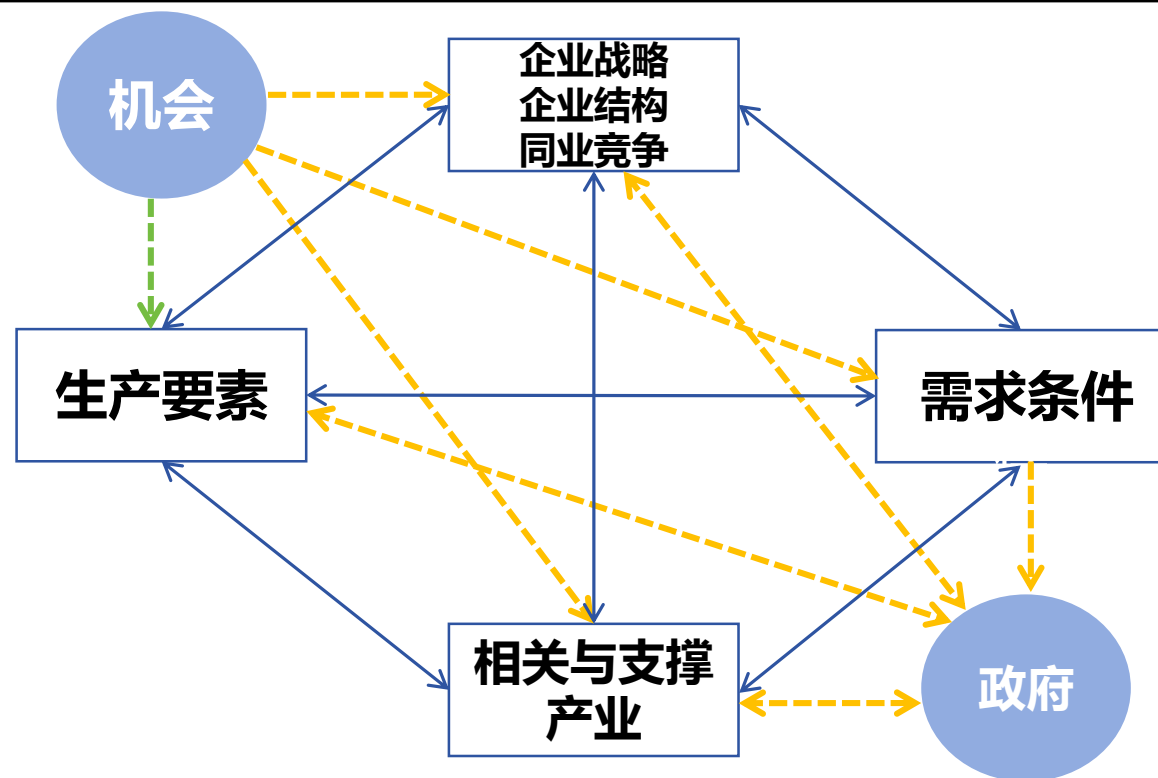 机会
企业战略
企业结构
同业竞争
生产要素
需求条件
相关与支撑
产业
政府